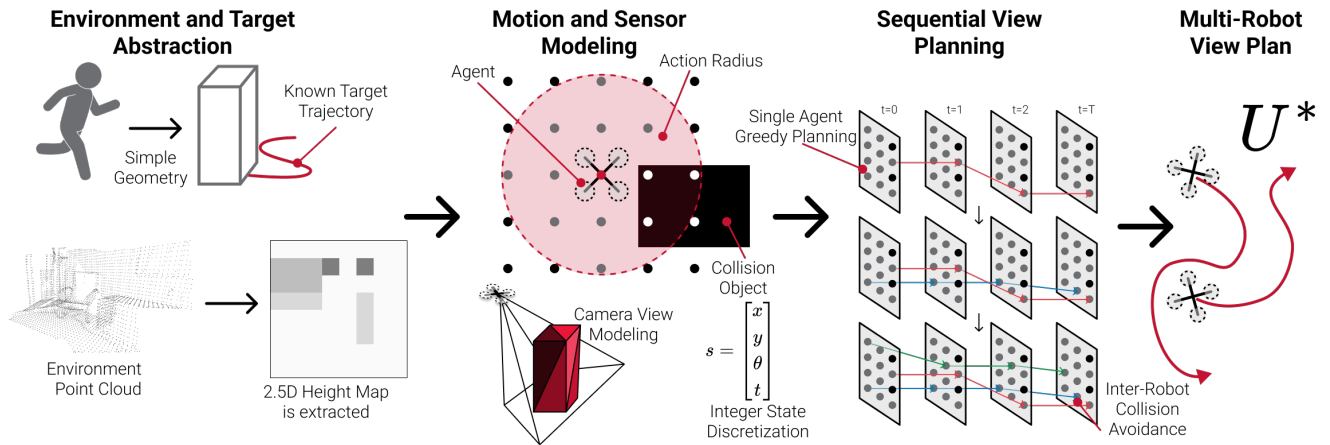 Environment and Target
Abstraction
Known Target
Trajectory
Simple
Geometry
Environment
Point Cloud
2.5D Height Map
is extracted
Motion and Sensor
Modeling
Agent
Action Radius
Collision
Object
Camera View
Modeling
s =
x
y
θ
t
Integer State
Discretization
Sequential View
Planning
t=0
t=1
t=2
t=T
Single Agent
Greedy Planning
Inter-Robot
Collision
Avoidance
Multi-Robot
View Plan
U*